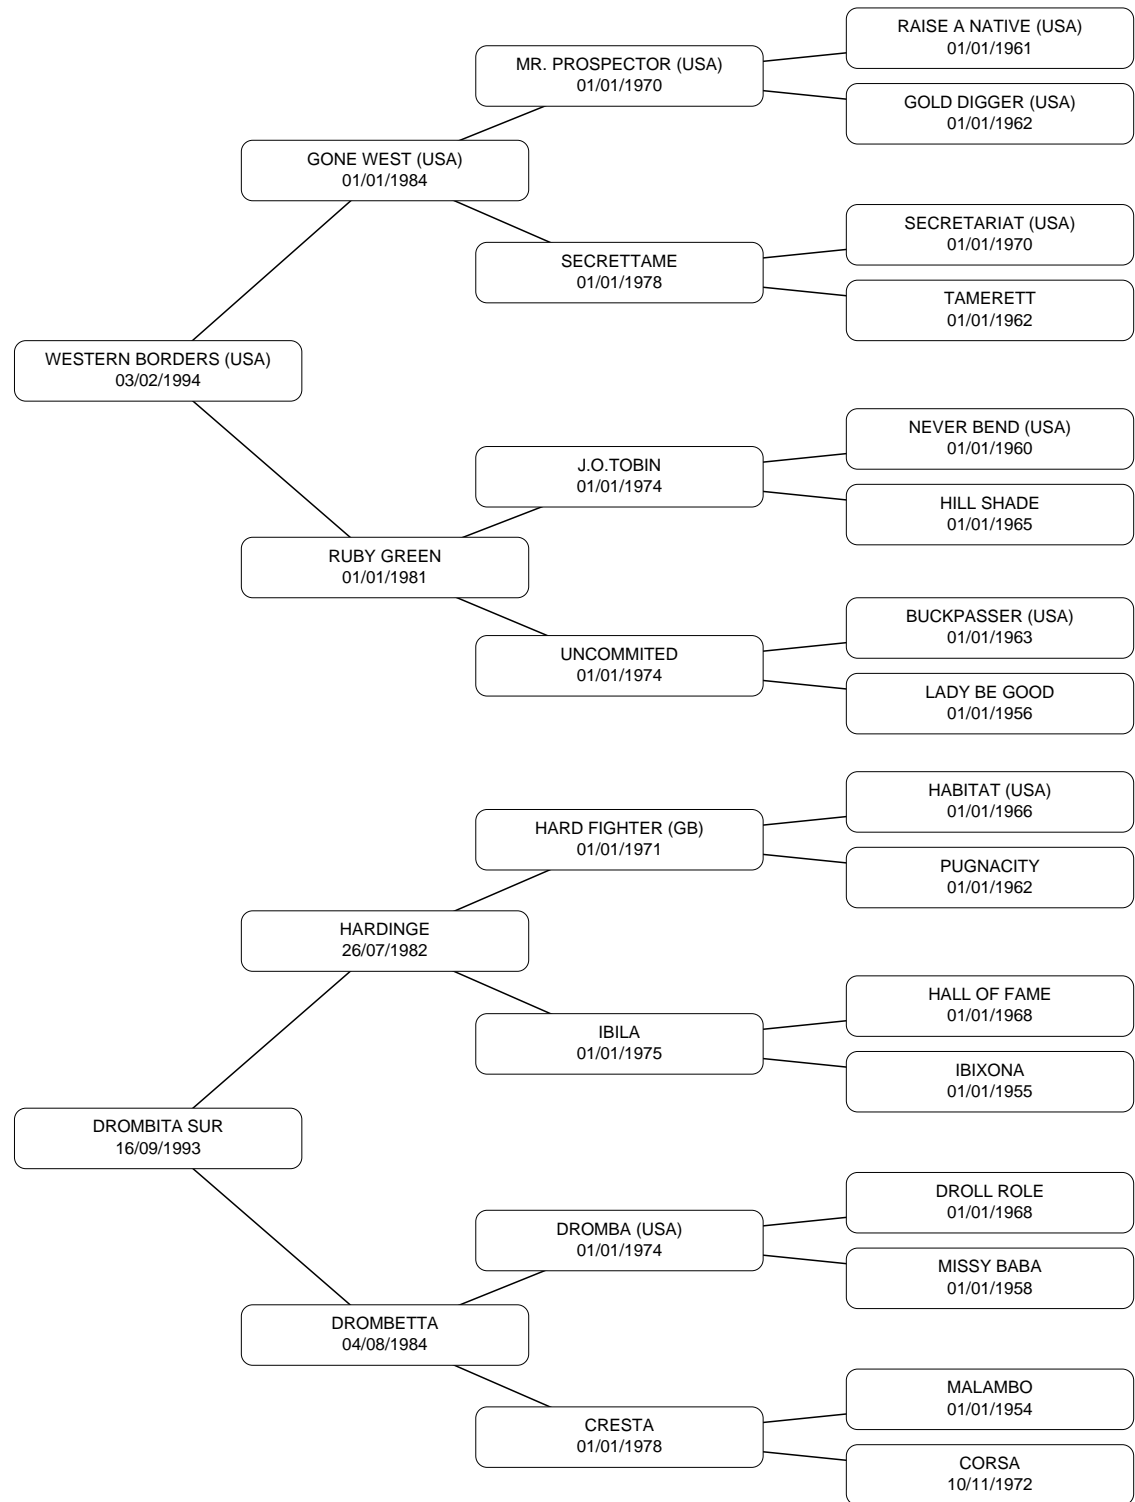 RAISE A NATIVE (USA)
01/01/1961
MR. PROSPECTOR (USA)
01/01/1970
GOLD DIGGER (USA)
01/01/1962
GONE WEST (USA)
01/01/1984
SECRETARIAT (USA)
01/01/1970
SECRETTAME
01/01/1978
TAMERETT
01/01/1962
WESTERN BORDERS (USA)
03/02/1994
NEVER BEND (USA)
01/01/1960
J.O.TOBIN
01/01/1974
HILL SHADE
01/01/1965
RUBY GREEN
01/01/1981
BUCKPASSER (USA)
01/01/1963
UNCOMMITED
01/01/1974
LADY BE GOOD
01/01/1956
HABITAT (USA)
01/01/1966
HARD FIGHTER (GB)
01/01/1971
PUGNACITY
01/01/1962
HARDINGE
26/07/1982
HALL OF FAME
01/01/1968
IBILA
01/01/1975
IBIXONA
01/01/1955
DROMBITA SUR
16/09/1993
DROLL ROLE
01/01/1968
DROMBA (USA)
01/01/1974
MISSY BABA
01/01/1958
DROMBETTA
04/08/1984
MALAMBO
01/01/1954
CRESTA
01/01/1978
CORSA
10/11/1972